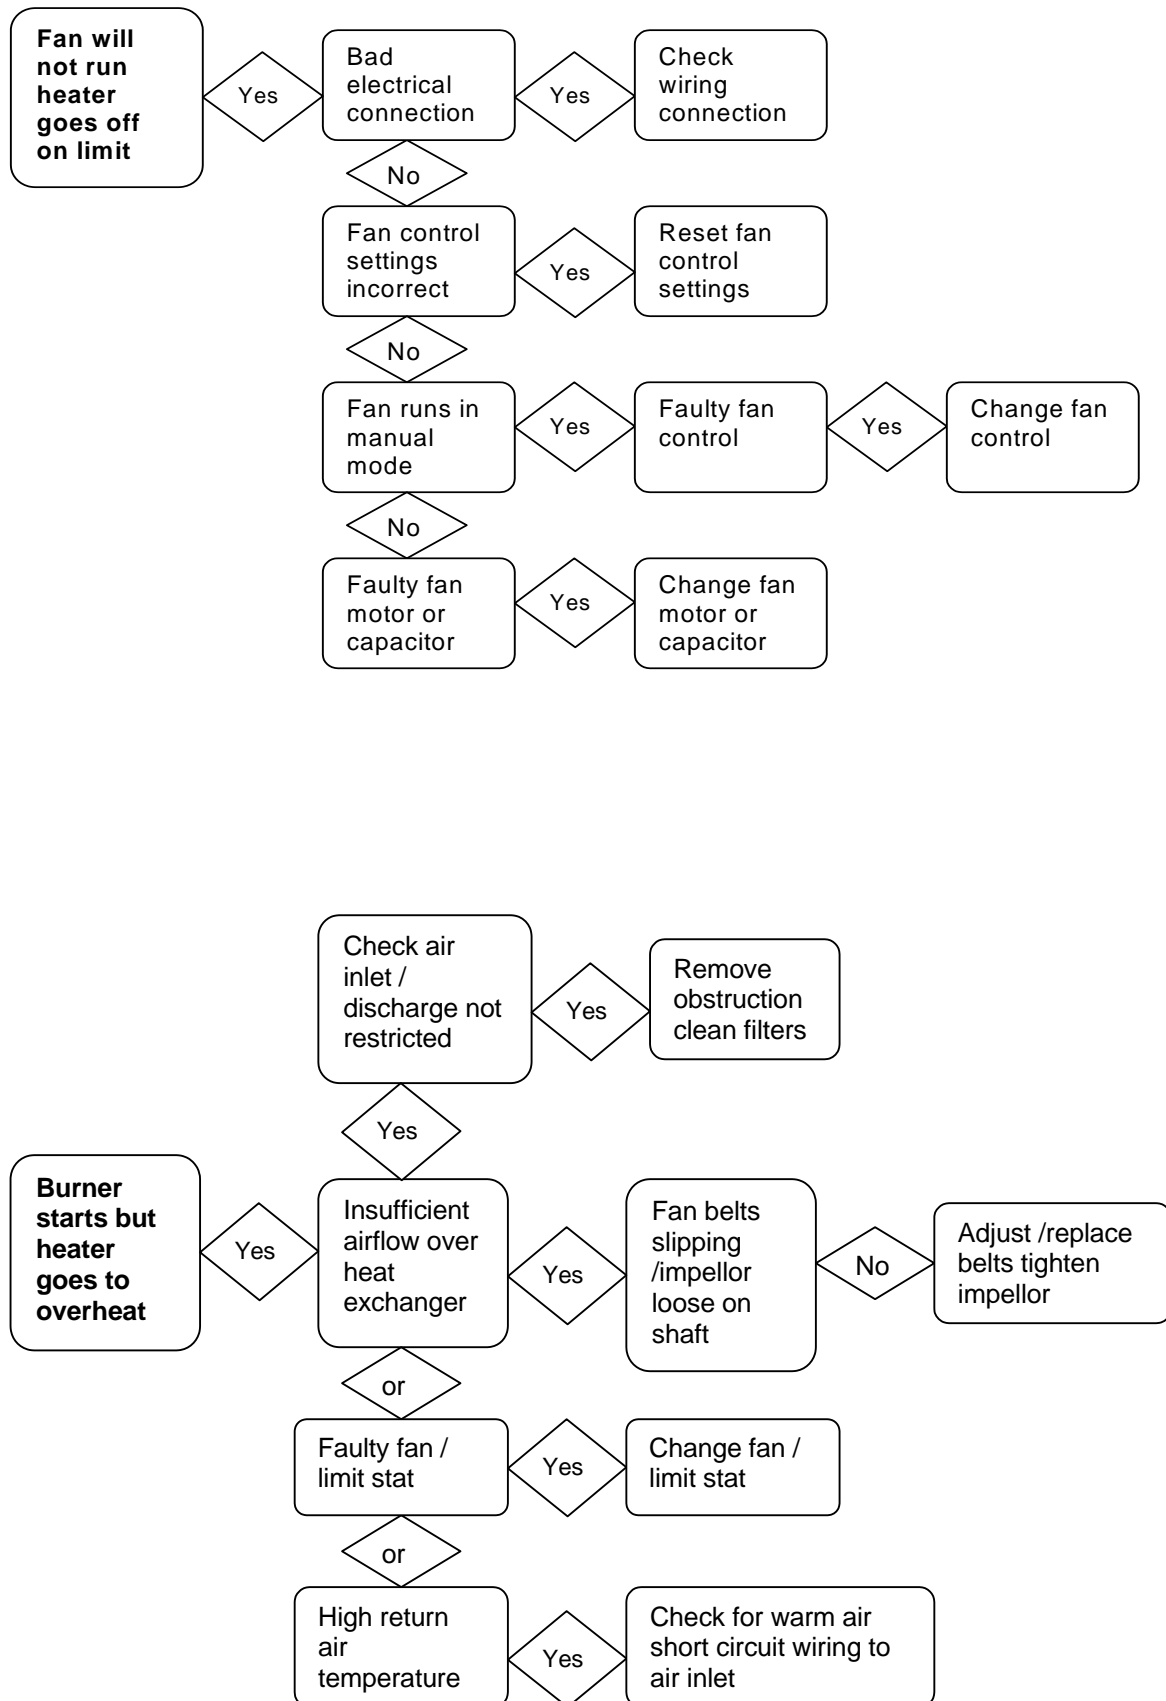 Fan will
not run
heater
goes off
on limit
Yes
Bad
electrical
connection
Yes
Check
wiring
connection
No
Fan control
settings
incorrect
Yes
Reset fan
control
settings
No
Fan runs in
manual
mode
Yes
Faulty fan
control
Yes
Change fan
control
No
Faulty fan
motor or
capacitor
Yes
Change fan
motor or
capacitor
Check air
inlet /
discharge not
restricted
Yes
Remove
obstruction
clean filters
Yes
Burner
starts but
heater
goes to
overheat
Yes
Insufficient
airflow over
heat
exchanger
Yes
Fan belts
slipping
/impellor
loose on
shaft
No
Adjust /replace
belts tighten
impellor
or
Faulty fan /
limit stat
Yes
Change fan /
limit stat
or
High return
air
temperature
Yes
Check for warm air
short circuit wiring to
air inlet